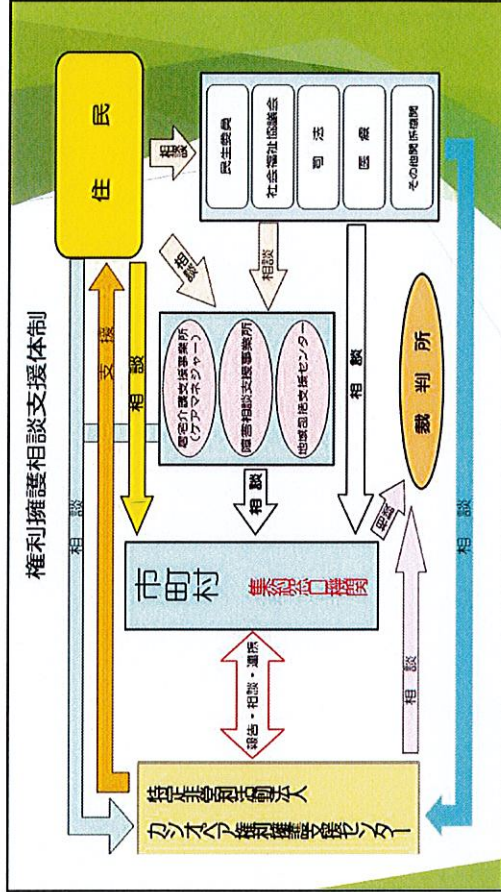 権利擁護相談支援体制
住民
相談
支援
相談
相談
相談
民生委員
社会福祉協議会
司法
医療
その他関係機関
相談
居宅介護支援事業所
(ケアマネジャー)
障害相談支援事業所
地域包括支援センター
相談
相談
市町村
集約窓口機関
相談
裁判所
報告・相談・連携
相談
相談
特定非営利活動法人
カシオペア権利擁護支援センター